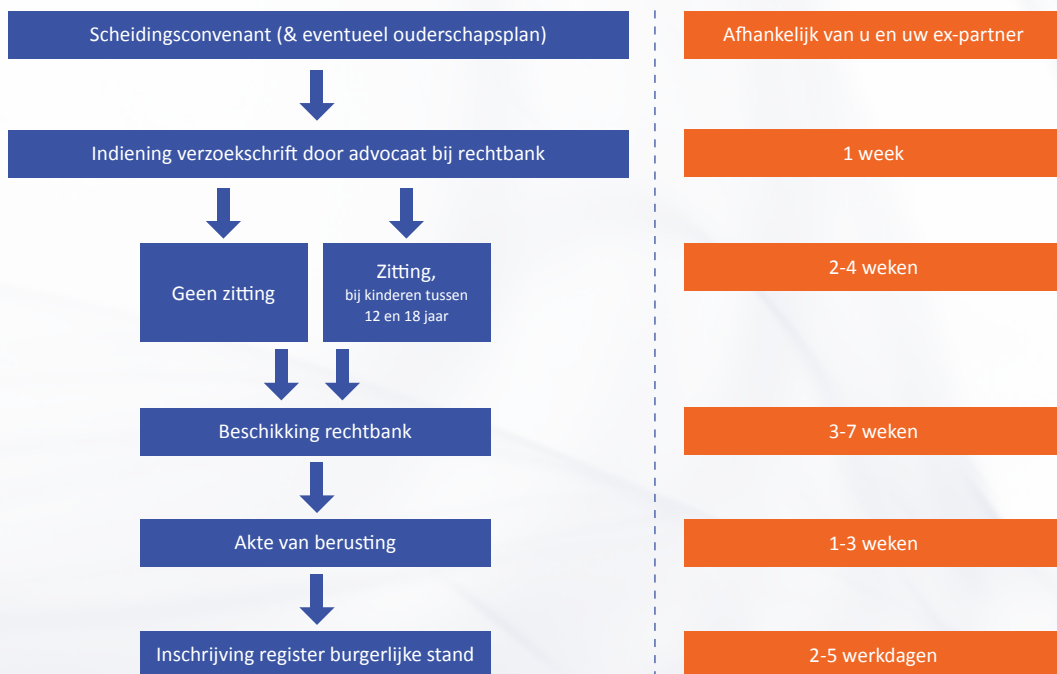 Scheidingsconvenant (& eventueel ouderschapsplan)
Afhankelijk van u en uw ex-partner
Indiening verzoekschrift door advocaat bij rechtbank
1 week
Geen zitting
Zitting,
bij kinderen tussen
12 en 18 jaar
2-4 weken
Beschikking rechtbank
3-7 weken
Akte van berusting
1-3 weken
Inschrijving register burgerlijke stand
2-5 werkdagen